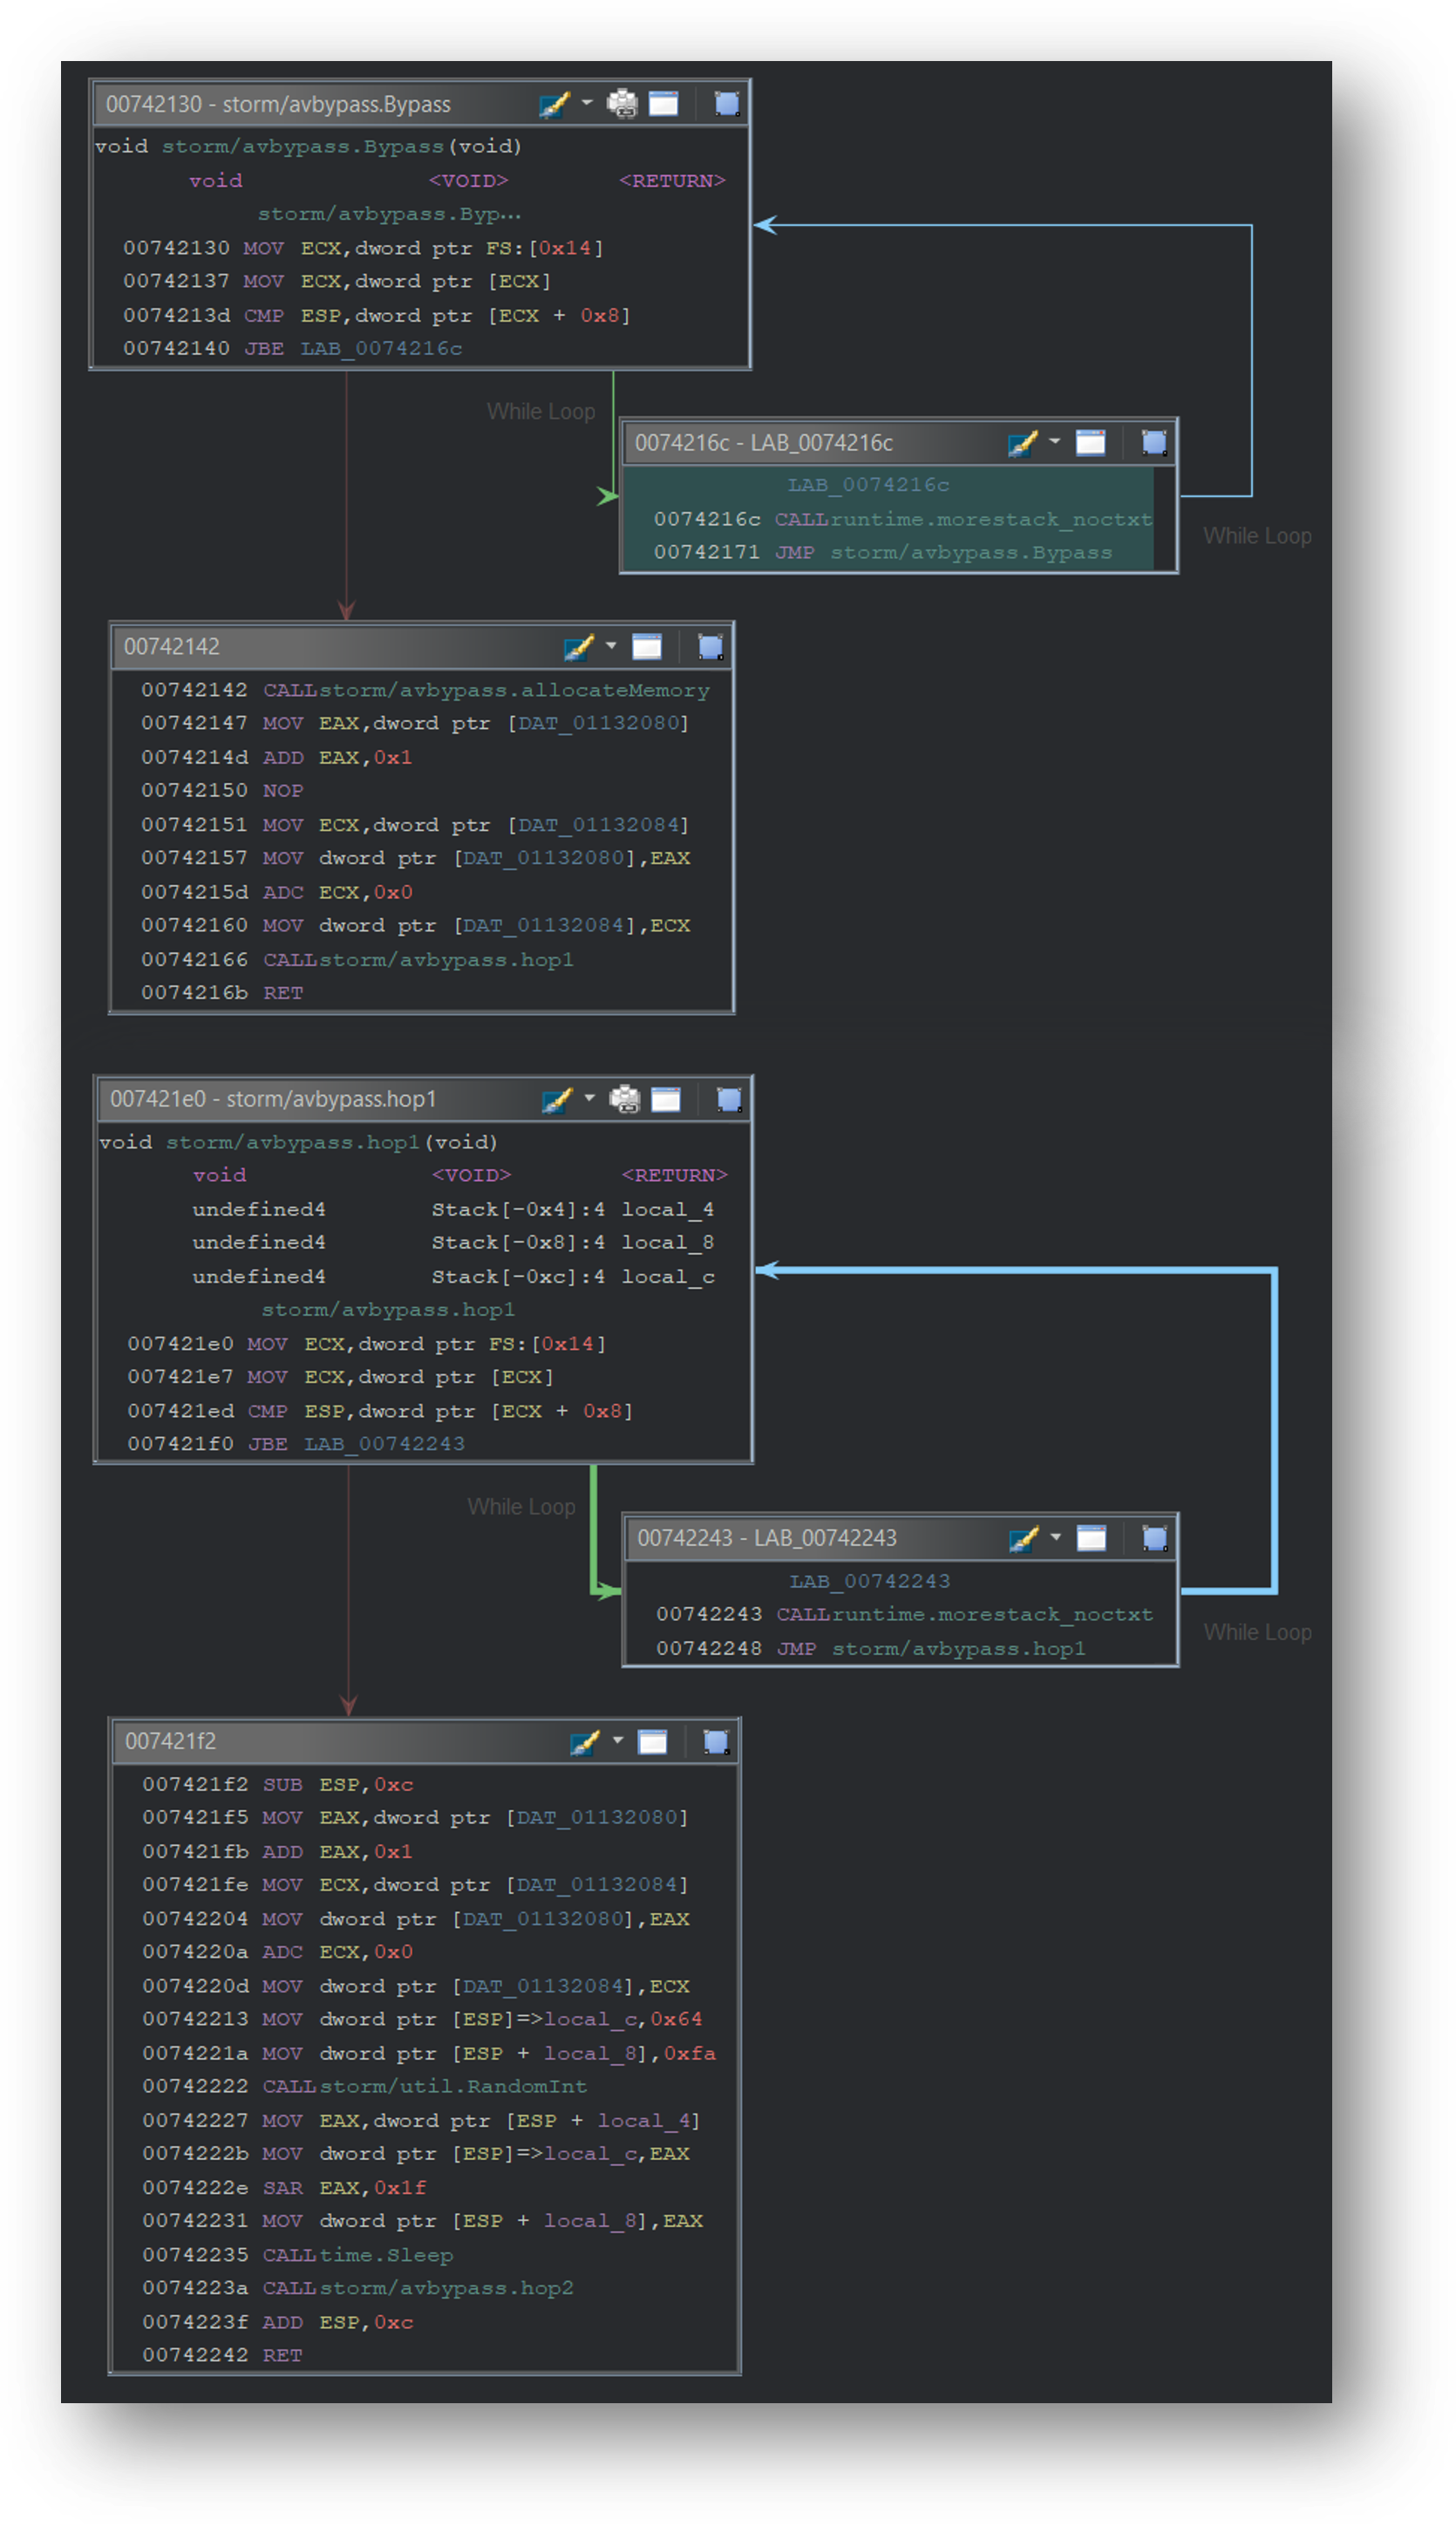 00742130 - storm/avbypass.Bypass
void storm/avbypass.Bypass(void)
void <VOID> <RETURN>
storm/avbypass.Byp...
00742130 MOV ECX,dword ptr FS:[0x14]
00742137 MOV ECX,dword ptr [ECX]
0074213d CMP ESP,dword ptr [ECX + 0x8]
00742140 JBE LAB_0074216c
While Loop
0074216c - LAB_0074216c
LAB_0074216c
0074216c CALL runtime.morestack_noctxt
00742171 JMP storm/avbypass.Bypass
While Loop
00742142
00742142 CALL storm/avbypass.allocateMemory
00742147 MOV EAX,dword ptr [DAT_01132080]
0074214d ADD EAX,0x1
00742150 NOP
00742151 MOV ECX,dword ptr [DAT_01132084]
00742157 MOV dword ptr [DAT_01132080],EAX
0074215d ADC ECX,0x0
00742160 MOV dword ptr [DAT_01132084],ECX
00742166 CALL storm/avbypass.hop1
0074216b RET
007421e0 - storm/avbypass.hop1
void storm/avbypass.hop1(void)
void <VOID> <RETURN>
undefined4 Stack[-0x4]:4 local_4
undefined4 Stack[-0x8]:4 local_8
undefined4 Stack[-0xc]:4 local_c
storm/avbypass.hop1
007421e0 MOV ECX,dword ptr FS:[0x14]
007421e7 MOV ECX,dword ptr [ECX]
007421ed CMP ESP,dword ptr [ECX + 0x8]
007421f0 JBE LAB_00742243
While Loop
00742243 - LAB_00742243
LAB_00742243
00742243 CALL runtime.morestack_noctxt
00742248 JMP storm/avbypass.hop1
While Loop
007421f2
007421f2 SUB ESP,0xc
007421f5 MOV EAX,dword ptr [DAT_01132080]
007421fb ADD EAX,0x1
007421fe MOV ECX,dword ptr [DAT_01132084]
00742204 MOV dword ptr [DAT_01132080],EAX
0074220a ADC ECX,0x0
0074220d MOV dword ptr [DAT_01132084],ECX
00742213 MOV dword ptr [ESP]=>local_c,0x64
0074221a MOV dword ptr [ESP + local_8],0xfa
00742222 CALL storm/util.RandomInt
00742227 MOV EAX,dword ptr [ESP + local_4]
0074222b MOV dword ptr [ESP]=>local_c,EAX
0074222e SAR EAX,0x1f
00742231 MOV dword ptr [ESP + local_8],EAX
00742235 CALL time.Sleep
0074223a CALL storm/avbypass.hop2
0074223f ADD ESP,0xc
00742242 RET